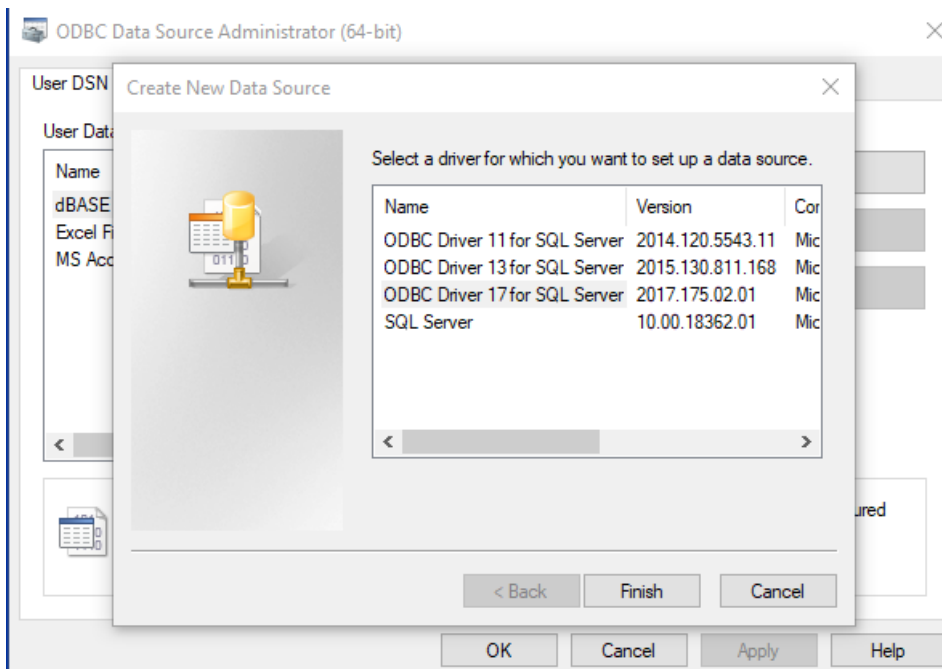 ODBC Data Source Administrator (64-bit)
User DSN
Create New Data Source
User Data
Select a driver for which you want to set up a data source.
Name
Name Version Cor
dBASE
Excel Fi
MS Acc
ODBC Driver 11 for SQL Server 2014.120.5543.11 Mic
ODBC Driver 13 for SQL Server 2015.130.811.168 Mic
ODBC Driver 17 for SQL Server 2017.175.02.01 Mic
SQL Server 10.00.18362.01 Mic
ured
< Back Finish Cancel
OK Cancel Apply Help